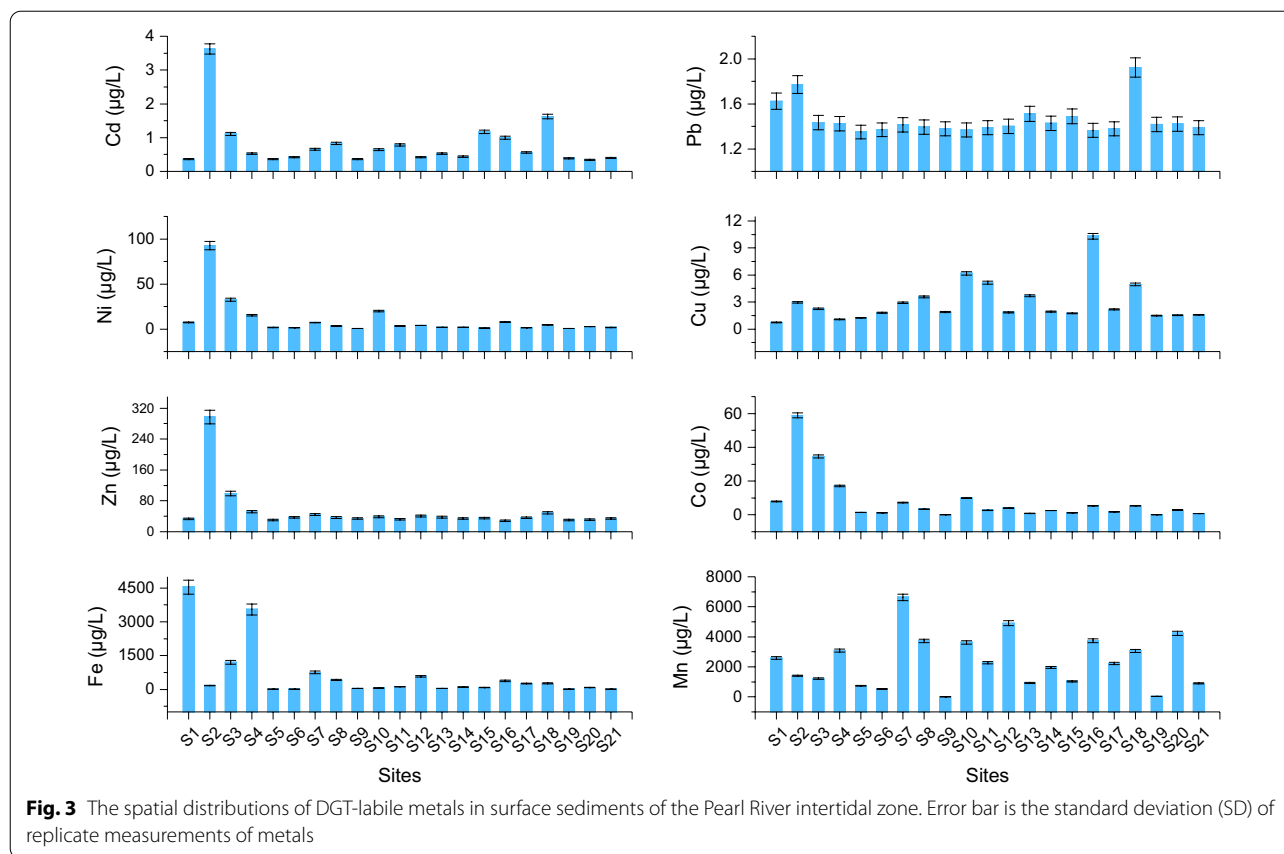 Cd (µg/L)
4
3
2
1
0
Pb (µg/L)
2.0
1.6
1.2
Ni (µg/L)
100
50
0
Cu (µg/L)
12
9
6
3
0
Zn (µg/L)
320
240
160
80
0
Co (µg/L)
60
40
20
0
Fe (µg/L)
4500
3000
1500
0
S1 S2 S3 S4 S5 S6 S7 S8 S9 S10 S11 S12 S13 S14 S15 S16 S17 S18 S19 S20 S21
Sites
Mn (µg/L)
8000
6000
4000
2000
0
S1 S2 S3 S4 S5 S6 S7 S8 S9 S10 S11 S12 S13 S14 S15 S16 S17 S18 S19 S20 S21
Sites
Fig. 3 The spatial distributions of DGT-labile metals in surface sediments of the Pearl River intertidal zone. Error bar is the standard deviation (SD) of
replicate measurements of metals